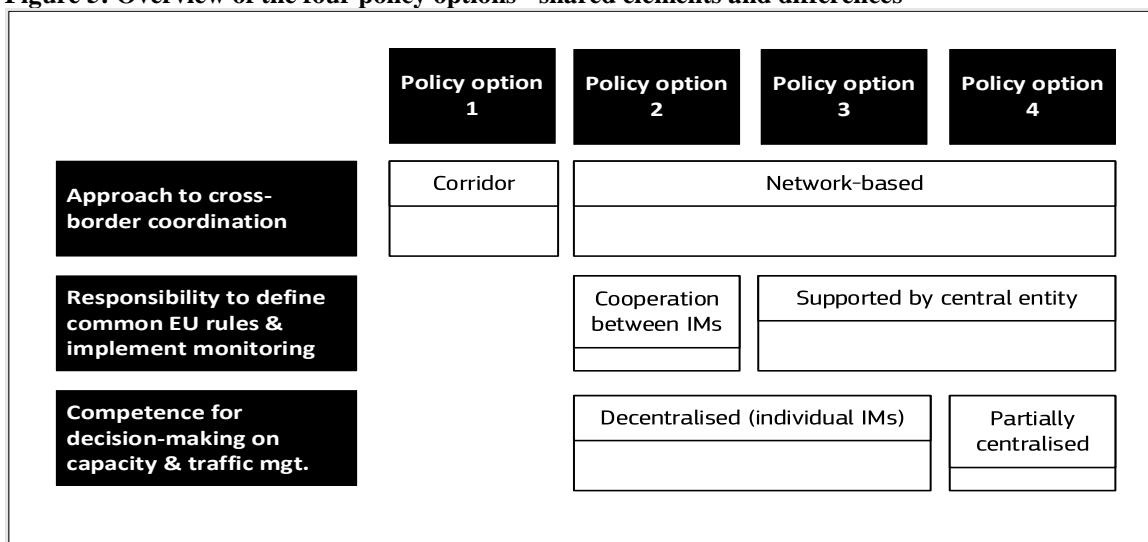 Figure 5: Overview of the four policy options – shared elements and differences
Policy option
1
Policy option
2
Policy option
3
Policy option
4
Approach to cross-
border coordination
Corridor
Network-based
Responsibility to define
common EU rules &
implement monitoring
Cooperation
between IMs
Supported by central entity
Competence for
decision-making on
capacity & traffic mgt.
Decentralised (individual IMs)
Partially
centralised